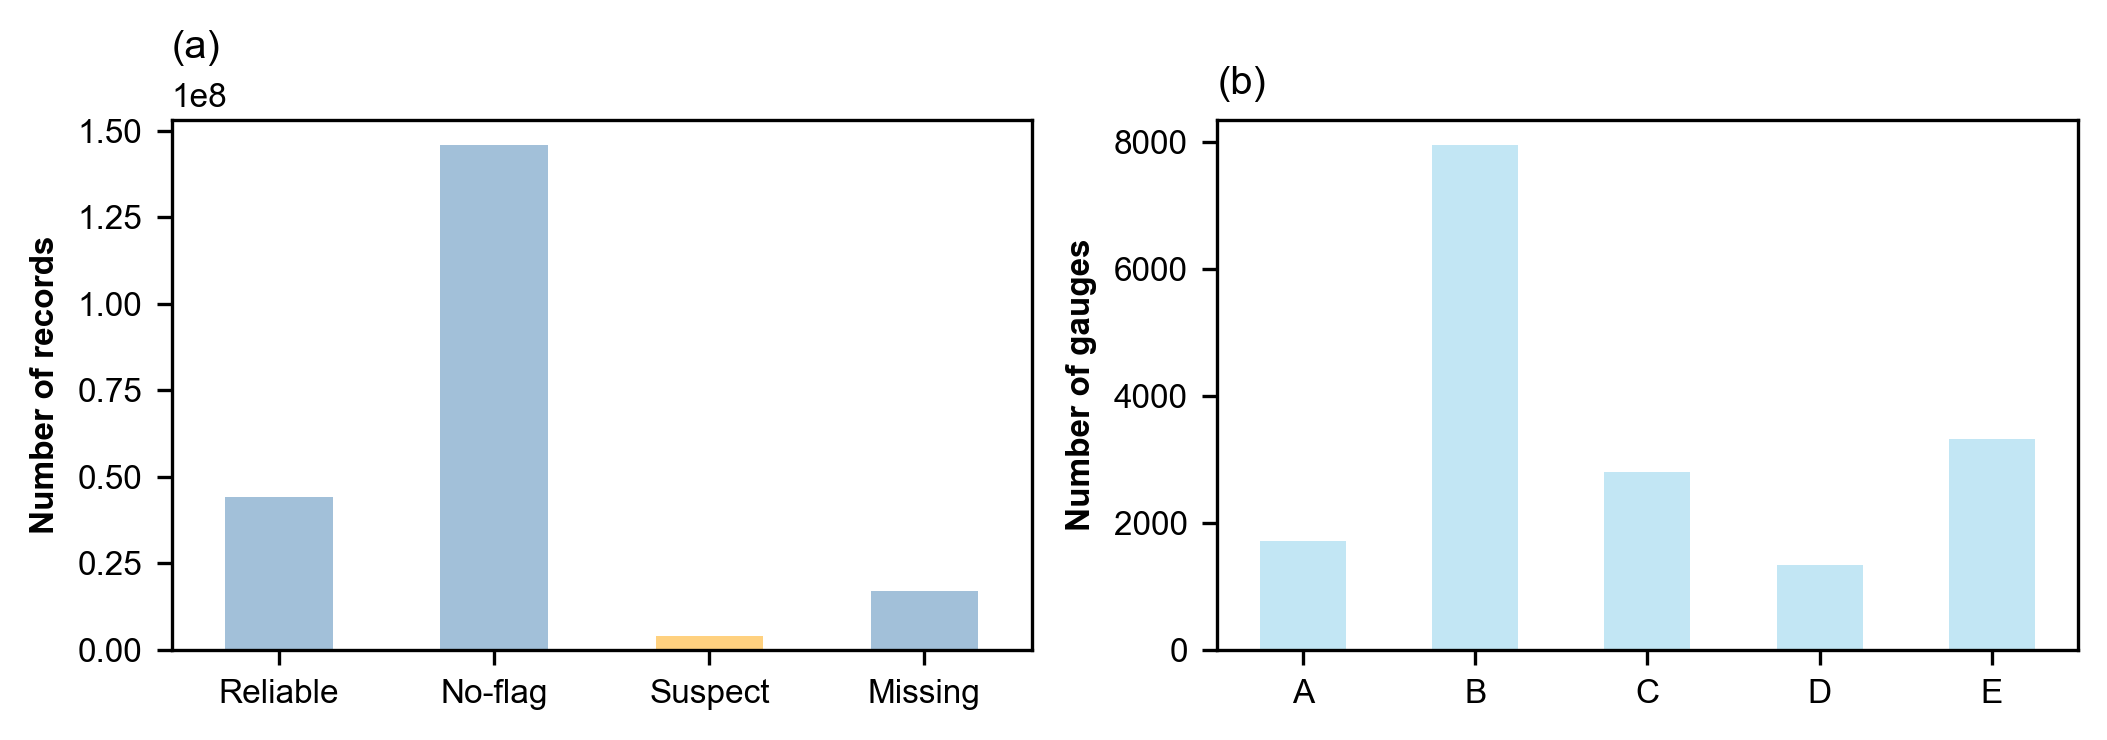 (a)
1e8
1.50
1.25
1.00
0.75
0.50
0.25
0.00
Number of records
Reliable No-flag Suspect Missing
(b)
8000
6000
4000
2000
0
Number of gauges
A B C D E